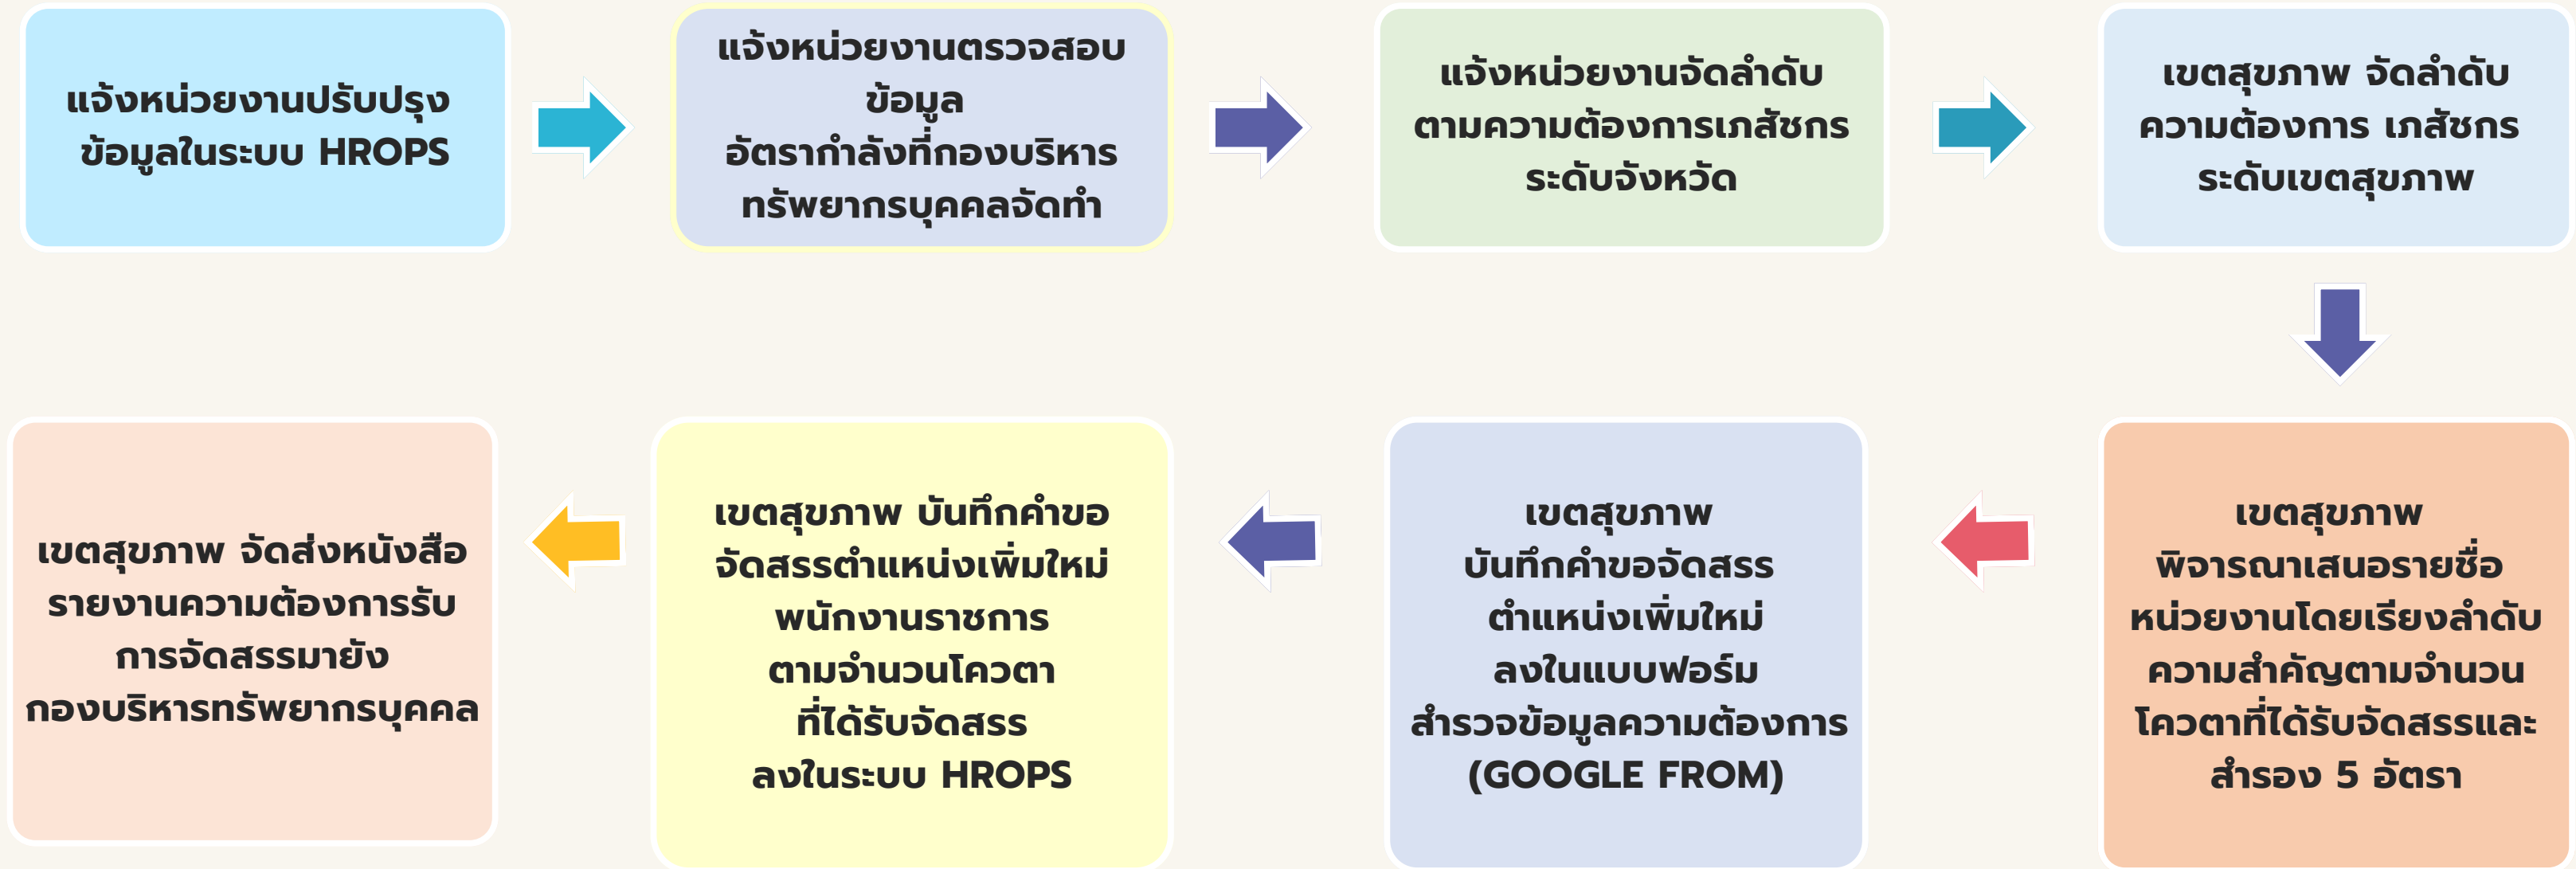 แจ้งหน่วยงานปรับปรุง
ข้อมูลในระบบ HROPS
แจ้งหน่วยงานตรวจสอบ
ข้อมูล
อัตรากำลังที่กองบริหาร
ทรัพยากรบุคคลจัดทำ
แจ้งหน่วยงานจัดลำดับ
ตามความต้องการเภสัชกร
ระดับจังหวัด
เขตสุขภาพ จัดลำดับ
ความต้องการ เภสัชกร
ระดับเขตสุขภาพ
เขตสุขภาพ
พิจารณาเสนอรายชื่อ
หน่วยงานโดยเรียงลำดับ
ความสำคัญตามจำนวน
โควตาที่ได้รับจัดสรรและ
สำรอง 5 อัตรา
เขตสุขภาพ
บันทึกคำขอจัดสรร
ตำแหน่งเพิ่มใหม่
ลงในแบบฟอร์ม
สำรวจข้อมูลความต้องการ
(GOOGLE FROM)
เขตสุขภาพ บันทึกคำขอ
จัดสรรตำแหน่งเพิ่มใหม่
พนักงานราชการ
ตามจำนวนโควตา
ที่ได้รับจัดสรร
ลงในระบบ HROPS
เขตสุขภาพ จัดส่งหนังสือ
รายงานความต้องการรับ
การจัดสรรมายัง
กองบริหารทรัพยากรบุคคล